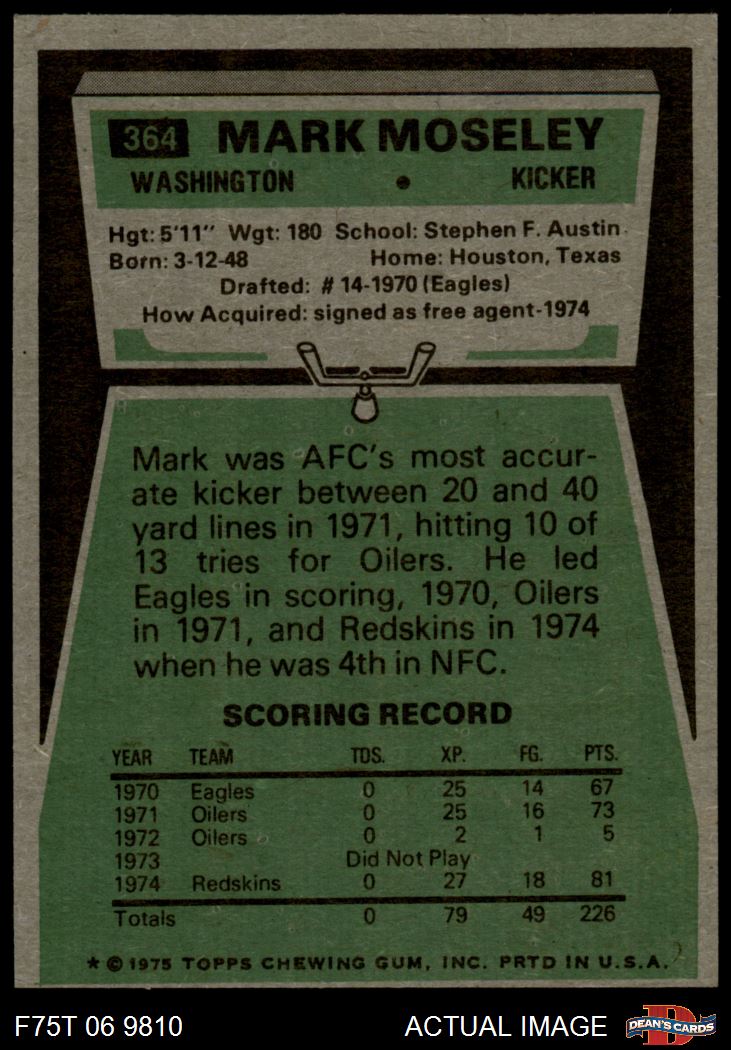 364 MARK MOSELEY
WASHINGTON • KICKER
Hgt: 5'11" Wgt: 180 School: Stephen F. Austin
Born: 3-12-48 Home: Houston, Texas
Drafted: #14-1970 (Eagles)
How Acquired: signed as free agent-1974
Mark was AFC's most accur-
ate kicker between 20 and 40
yard lines in 1971, hitting 10 of
13 tries for Oilers. He led
Eagles in scoring, 1970, Oilers
in 1971, and Redskins in 1974
when he was 4th in NFC.
SCORING RECORD
YEAR TEAM TDS. XP. FG. PTS.
1970 Eagles 0 25 14 67
1971 Oilers 0 25 16 73
1972 Oilers 0 2 1 5
1973 Did Not Play
1974 Redskins 0 27 18 81
Totals 0 79 49 226
* © 1975 TOPPS CHEWING GUM, INC. PRTD IN U.S.A.
F75T 06 9810 ACTUAL IMAGE D DEAN'S CARDS